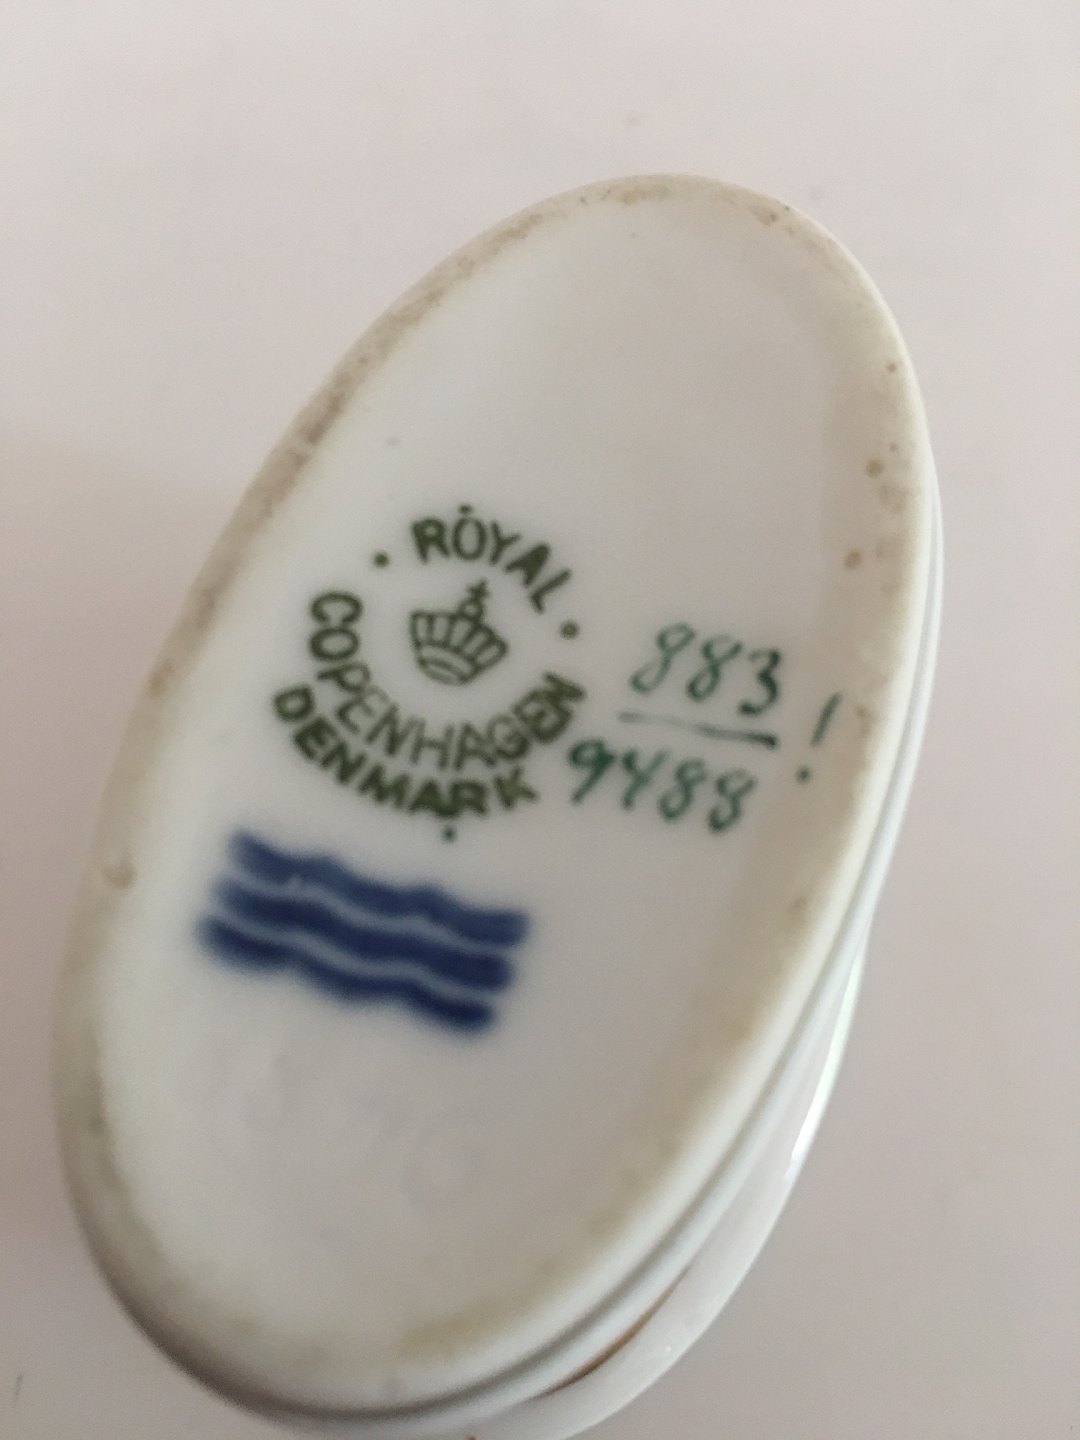 ROYAL
COPENHAGEN
DENMARK
883
9488
!